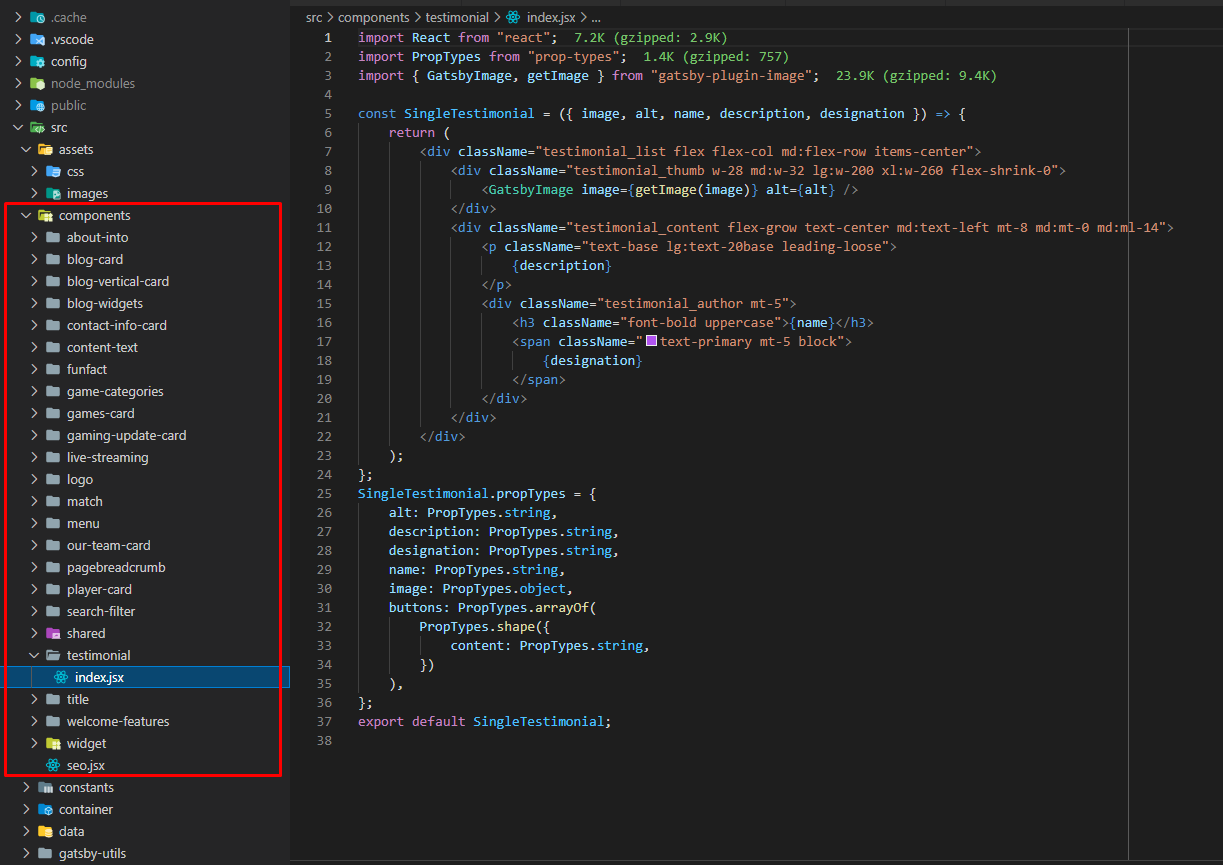 .cache
.vscode
config
node_modules
public
src
assets
css
images
components
about-into
blog-card
blog-vertical-card
blog-widgets
contact-info-card
content-text
funfact
game-categories
games-card
gaming-update-card
live-streaming
logo
match
menu
our-team-card
pagebreadcrumb
player-card
search-filter
shared
testimonial
index.jsx
title
welcome-features
widget
seo.jsx
constants
container
data
gatsby-utils
src > components > testimonial > index.jsx > ...
1 import React from "react"; 7.2K (gzipped: 2.9K)
2 import PropTypes from "prop-types"; 1.4K (gzipped: 757)
3 import { GatsbyImage, getImage } from "gatsby-plugin-image"; 23.9K (gzipped: 9.4K)
4
5 const SingleTestimonial = ({ image, alt, name, description, designation }) => {
6     return (
7         <div className="testimonial_list flex flex-col md:flex-row items-center">
8             <div className="testimonial_thumb w-28 md:w-32 lg:w-200 xl:w-260 flex-shrink-0">
9                 <GatsbyImage image={getImage(image)} alt={alt} />
10             </div>
11             <div className="testimonial_content flex-grow text-center md:text-left mt-8 md:mt-0 md:ml-14">
12                 <p className="text-base lg:text-20base leading-loose">
13                     {description}
14                 </p>
15                 <div className="testimonial_author mt-5">
16                     <h3 className="font-bold uppercase">{name}</h3>
17                     <span className="text-primary mt-5 block">
18                         {designation}
19                     </span>
20                 </div>
21             </div>
22         </div>
23     );
24 };
25 SingleTestimonial.propTypes = {
26     alt: PropTypes.string,
27     description: PropTypes.string,
28     designation: PropTypes.string,
29     name: PropTypes.string,
30     image: PropTypes.object,
31     buttons: PropTypes.arrayOf(
32         PropTypes.shape({
33             content: PropTypes.string,
34         })
35     ),
36 };
37 export default SingleTestimonial;
38